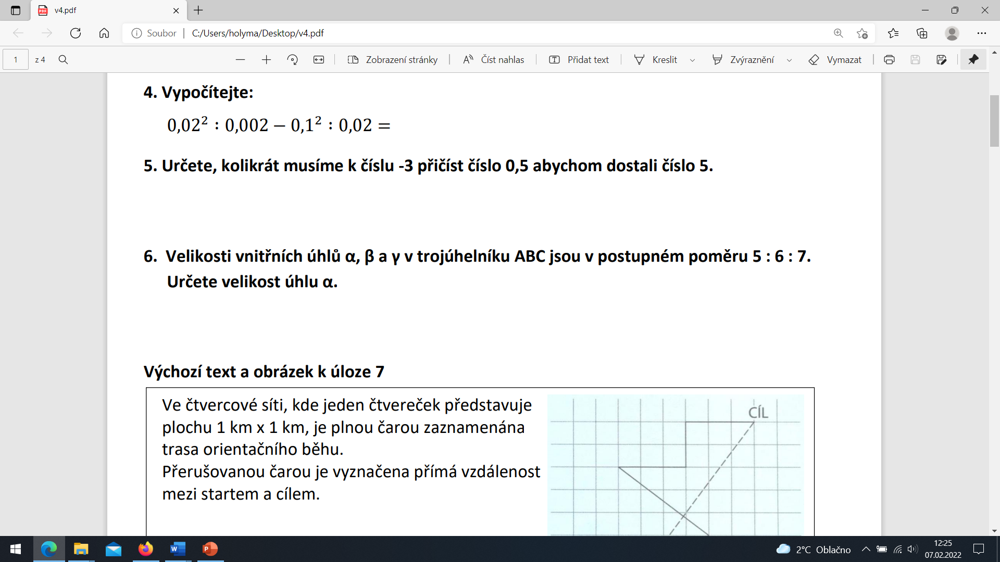 v4.pdf
Soubor C:/Users/holyma/Desktop/v4.pdf
1 z 4 Zobrazení stránky Číst nahlas Přidat text Kreslit Zvýraznění Vymazat
4. Vypočítejte:
0,02² : 0,002 − 0,1² : 0,02 =
5. Určete, kolikrát musíme k číslu -3 přičíst číslo 0,5 abychom dostali číslo 5.
6. Velikosti vnitřních úhlů α, β a γ v trojúhelníku ABC jsou v postupném poměru 5 : 6 : 7.
Určete velikost úhlu α.
Výchozí text a obrázek k úloze 7
Ve čtvercové síti, kde jeden čtvereček představuje
plochu 1 km x 1 km, je plnou čarou zaznamenána
trasa orientačního běhu.
Přerušovanou čarou je vyznačena přímá vzdálenost
mezi startem a cílem.
CÍL
2°C Oblačno
12:25
07.02.2022